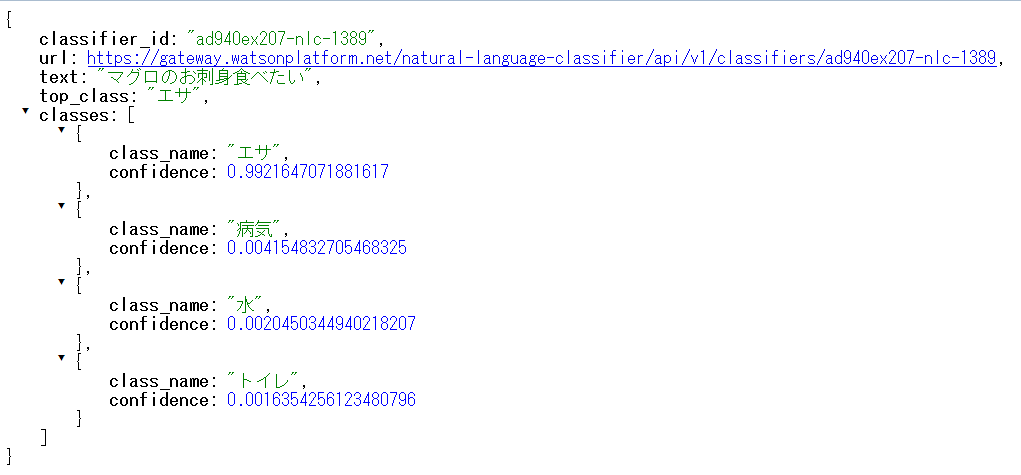 {
classifier_id: "ad940ex207-nlc-1389",
url: https://gateway.watsonplatform.net/natural-language-classifier/api/v1/classifiers/ad940ex207-nlc-1389,
text: "マグロのお刺身食べたい",
top_class: "エサ",
classes: [
{
class_name: "エサ",
confidence: 0.9921647071881617
},
{
class_name: "病気",
confidence: 0.004154832705468325
},
{
class_name: "水",
confidence: 0.0020450344940218207
},
{
class_name: "トイレ",
confidence: 0.0016354256123480796
}
]
}